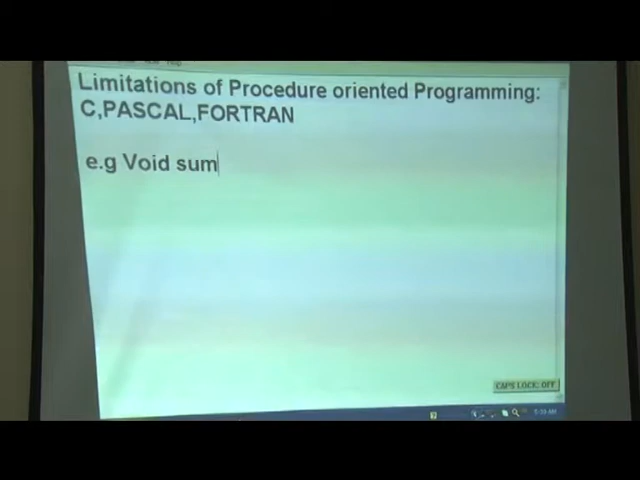 Limitations of Procedure oriented Programming:
C,PASCAL,FORTRAN
e.g Void sum
CAPS LOCK: OFF